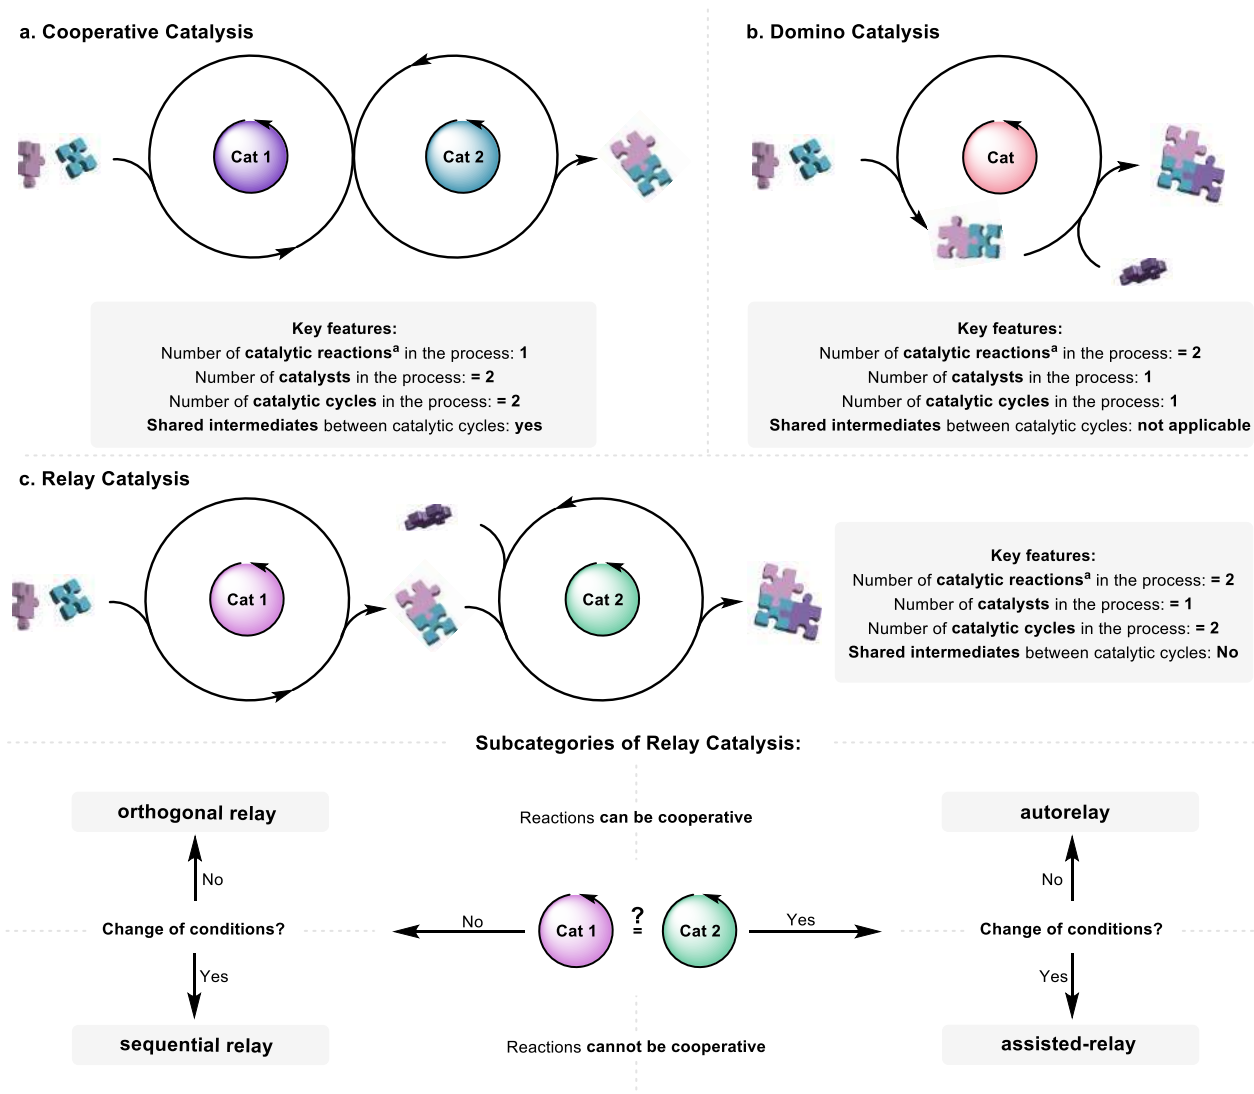 a. Cooperative Catalysis
Cat 1
Cat 2
Key features:
Number of catalytic reactionsᵃ in the process: 1
Number of catalysts in the process: = 2
Number of catalytic cycles in the process: = 2
Shared intermediates between catalytic cycles: yes
b. Domino Catalysis
Cat
Key features:
Number of catalytic reactionsᵃ in the process: = 2
Number of catalysts in the process: 1
Number of catalytic cycles in the process: 1
Shared intermediates between catalytic cycles: not applicable
c. Relay Catalysis
Cat 1
Cat 2
Key features:
Number of catalytic reactionsᵃ in the process: = 2
Number of catalysts in the process: = 1
Number of catalytic cycles in the process: = 2
Shared intermediates between catalytic cycles: No
Subcategories of Relay Catalysis:
orthogonal relay
Reactions can be cooperative
autorelay
No
No
Change of conditions?
No
Cat 1
?
=
Cat 2
Yes
Change of conditions?
Yes
Yes
sequential relay
Reactions cannot be cooperative
assisted-relay